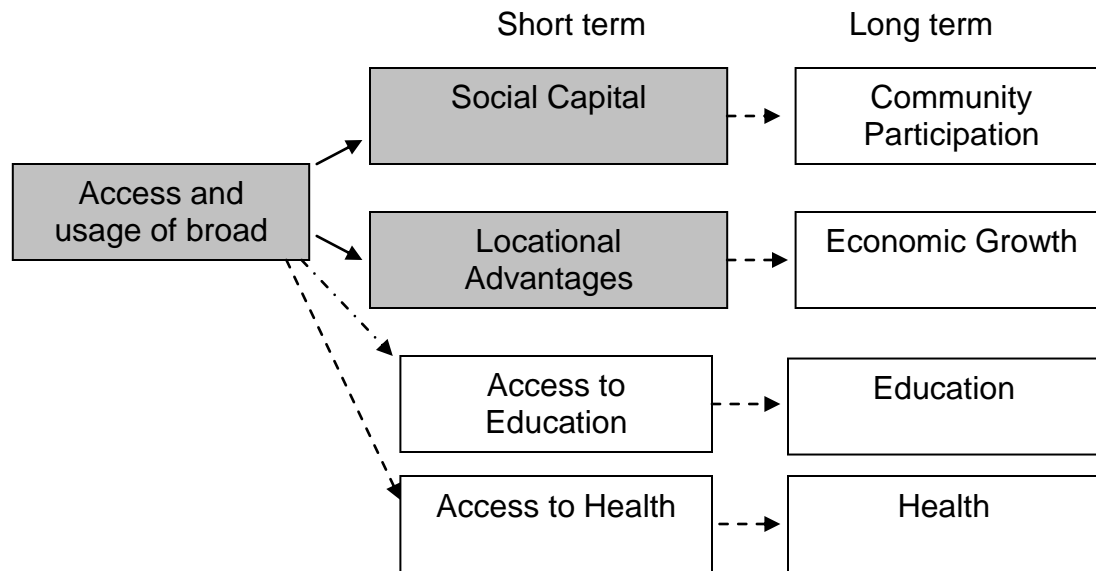 Short term
Long term
Social Capital
Community
Participation
Access and
usage of broad
Locational
Advantages
Economic Growth
Access to
Education
Education
Access to Health
Health